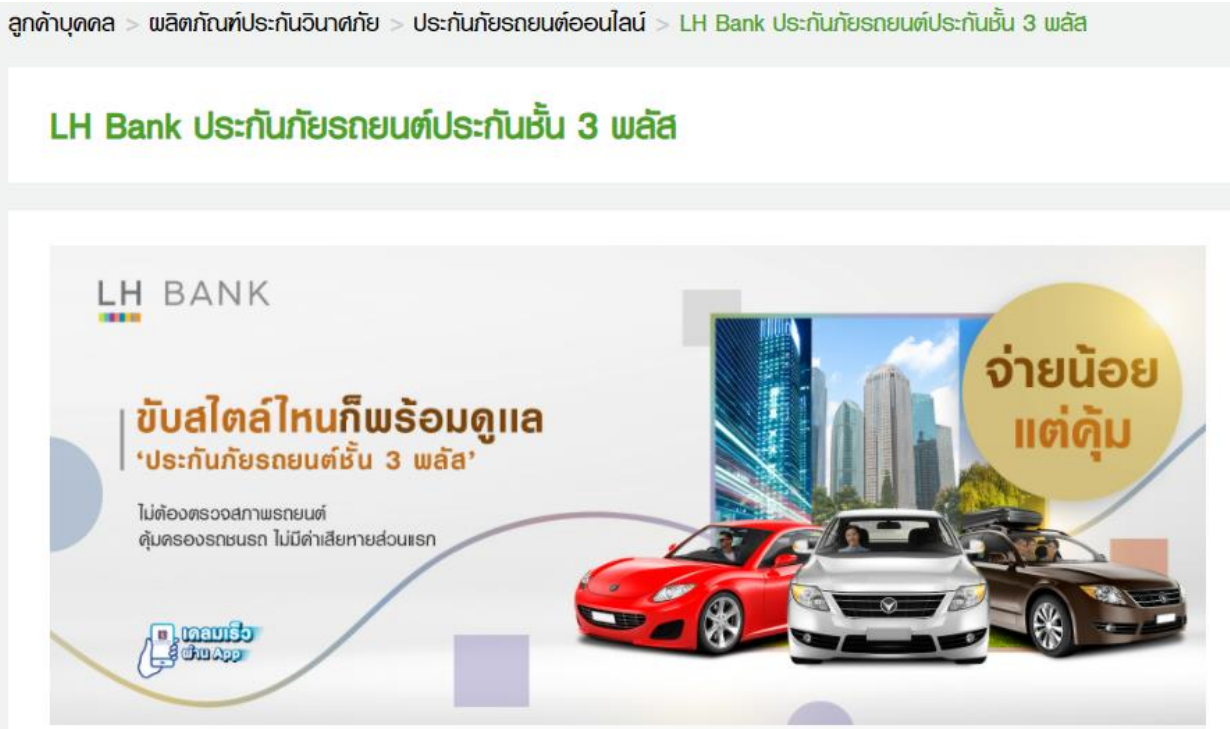 ลูกค้าบุคคล > ผลิตภัณฑ์ประกันวินาศภัย > ประกันภัยรถยนต์ออนไลน์ > LH Bank ประกันภัยรถยนต์ประกันชั้น 3 พลัส
LH Bank ประกันภัยรถยนต์ประกันชั้น 3 พลัส
LH BANK
จ่ายน้อย
แต่คุ้ม
ขับสไตล์ไหนก็พร้อมดูแล
‘ประกันภัยรถยนต์ชั้น 3 พลัส’
ไม่ต้องตรวจสภาพรถยนต์
คุ้มครองรถชนรถ ไม่มีค่าเสียหายส่วนแรก
เคลมเร็ว
ผ่าน App